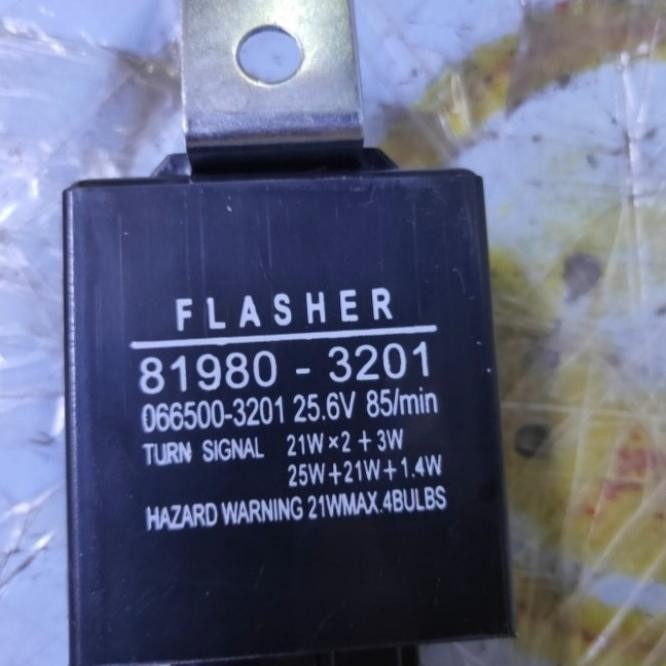 FLASHER
81980 - 3201
066500-3201 25.6V 85/min
TURN SIGNAL 21W×2+3W
25W+21W+1.4W
HAZARD WARNING 21WMAX.4BULBS